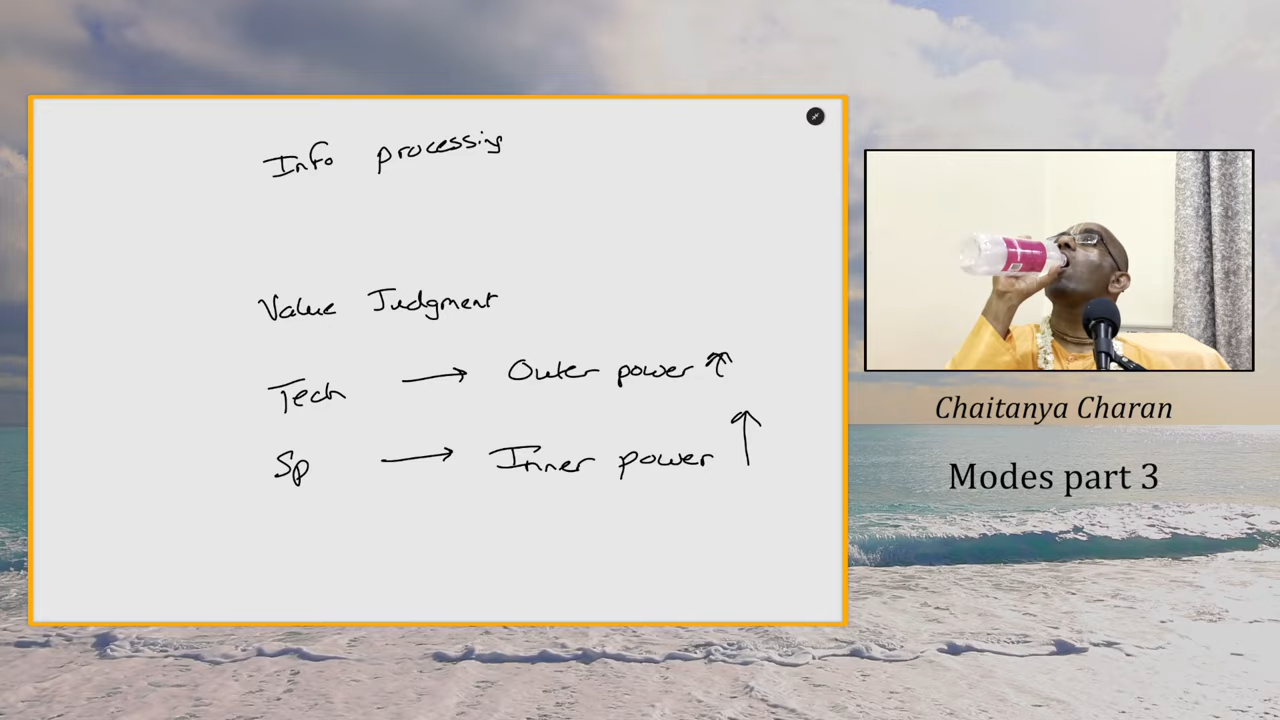 Info processing
Value Judgment
Tech → Outer power ↑
Sp → Inner power ↑
Chaitanya Charan
Modes part 3